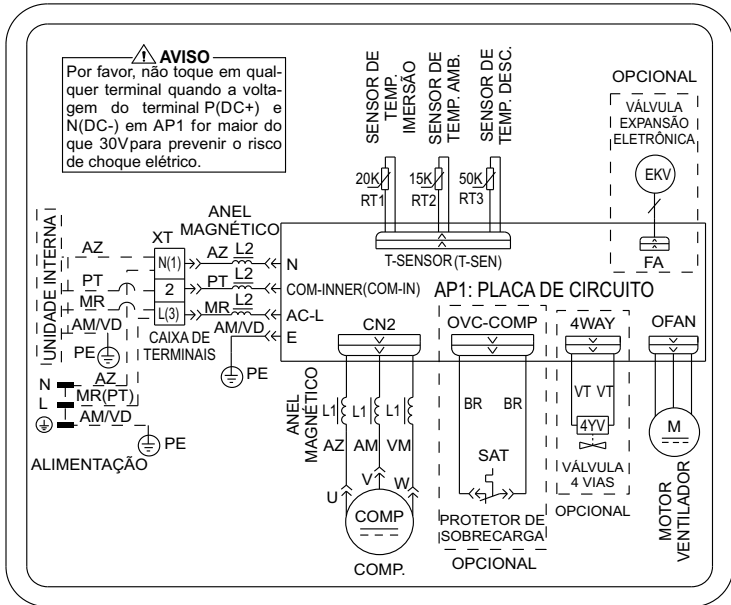 AVISO
Por favor, não toque em qual-
quer terminal quando a volta-
gem do terminal P(DC+) e
N(DC-) em AP1 for maior do
que 30V para prevenir o risco
de choque elétrico.
SENSOR DE
TEMP.
IMERSÃO
SENSOR DE
TEMP. AMB.
SENSOR DE
TEMP. DESC.
OPCIONAL
VÁLVULA
EXPANSÃO
ELETRÔNICA
EKV
FA
20K
RT1
15K
RT2
50K
RT3
T-SENSOR(T-SEN)
ANEL
MAGNÉTICO
UNIDADE INTERNA
AZ
PT
MR
AM/VD
PE
XT
N(1)
2
L(3)
CAIXA DE
TERMINAIS
AZ L2
PT L2
MR L2
AM/VD
PE
N
COM-INNER(COM-IN)
AC-L
E
AP1: PLACA DE CIRCUITO
CN2
OVC-COMP
4WAY
OFAN
N
L
AZ
MR(PT)
AM/VD
PE
ALIMENTAÇÃO
ANEL
MAGNÉTICO
L1 L1 L1
AZ AM VM
U V W
COMP
COMP.
BR BR
SAT
PROTETOR DE
SOBRECARGA
OPCIONAL
VT VT
4YV
VÁLVULA
4 VIAS
OPCIONAL
M
MOTOR
VENTILADOR